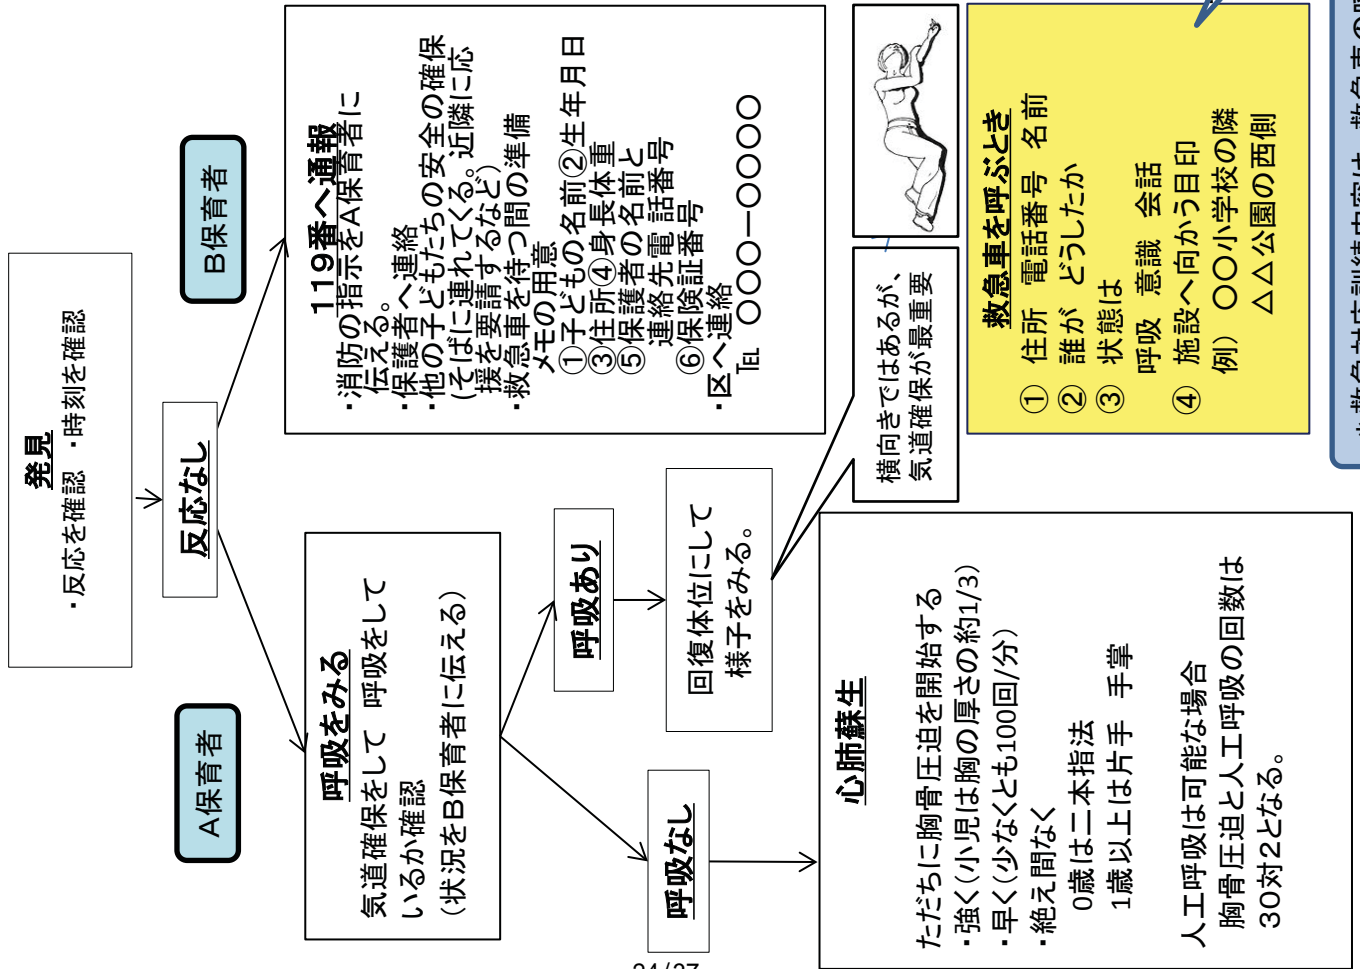 発見
・反応を確認　・時刻を確認
反応なし
A保育者
B保育者
呼吸をみる
気道確保をして　呼吸をして
いるか確認
（状況をB保育者に伝える）
119番へ通報
・消防の指示をA保育者に
伝える。
・保護者へ連絡
・他の子どもたちの安全の確保
（そばに連れてくる。近隣に応
援を要請するなど）
・救急車を待つ間の準備
メモの用意
①子どもの名前②生年月日
③住所④身長体重
⑤保護者の名前と
連絡先電話番号
⑥保険証番号
・区へ連絡
℡　〇〇〇ー〇〇〇〇
呼吸あり
回復体位にして
様子をみる。
横向きではあるが、
気道確保が最重要
呼吸なし
心肺蘇生
ただちに胸骨圧迫を開始する
・強く（小児は胸の厚さの約1/3）
・早く（少なくとも100回/分）
・絶え間なく
0歳は二本指法
1歳以上は片手　手掌
人工呼吸は可能な場合
胸骨圧迫と人工呼吸の回数は
30対2となる。
救急車を呼ぶとき
①　住所　電話番号　名前
②　誰が　どうしたか
③　状態は
呼吸　意識　会話
④　施設へ向かう目印
例）　〇〇小学校の隣
△△公園の西側